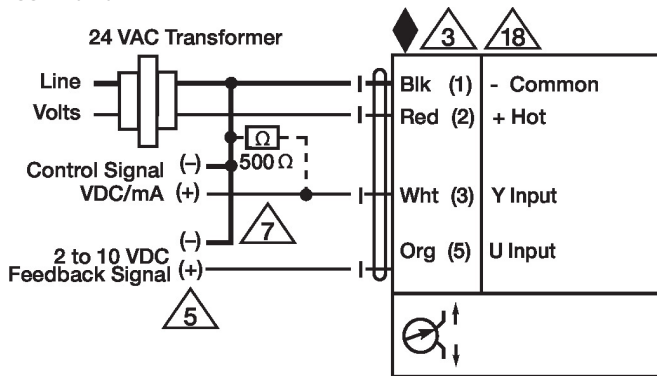 24 VAC Transformer
3
18
Line
Volts
Blk (1) - Common
Red (2) + Hot
Ω
500 Ω
Control Signal (–)
VDC/mA (+)
Wht (3) Y Input
7
(–)
2 to 10 VDC
Feedback Signal (+)
Org (5) U Input
5